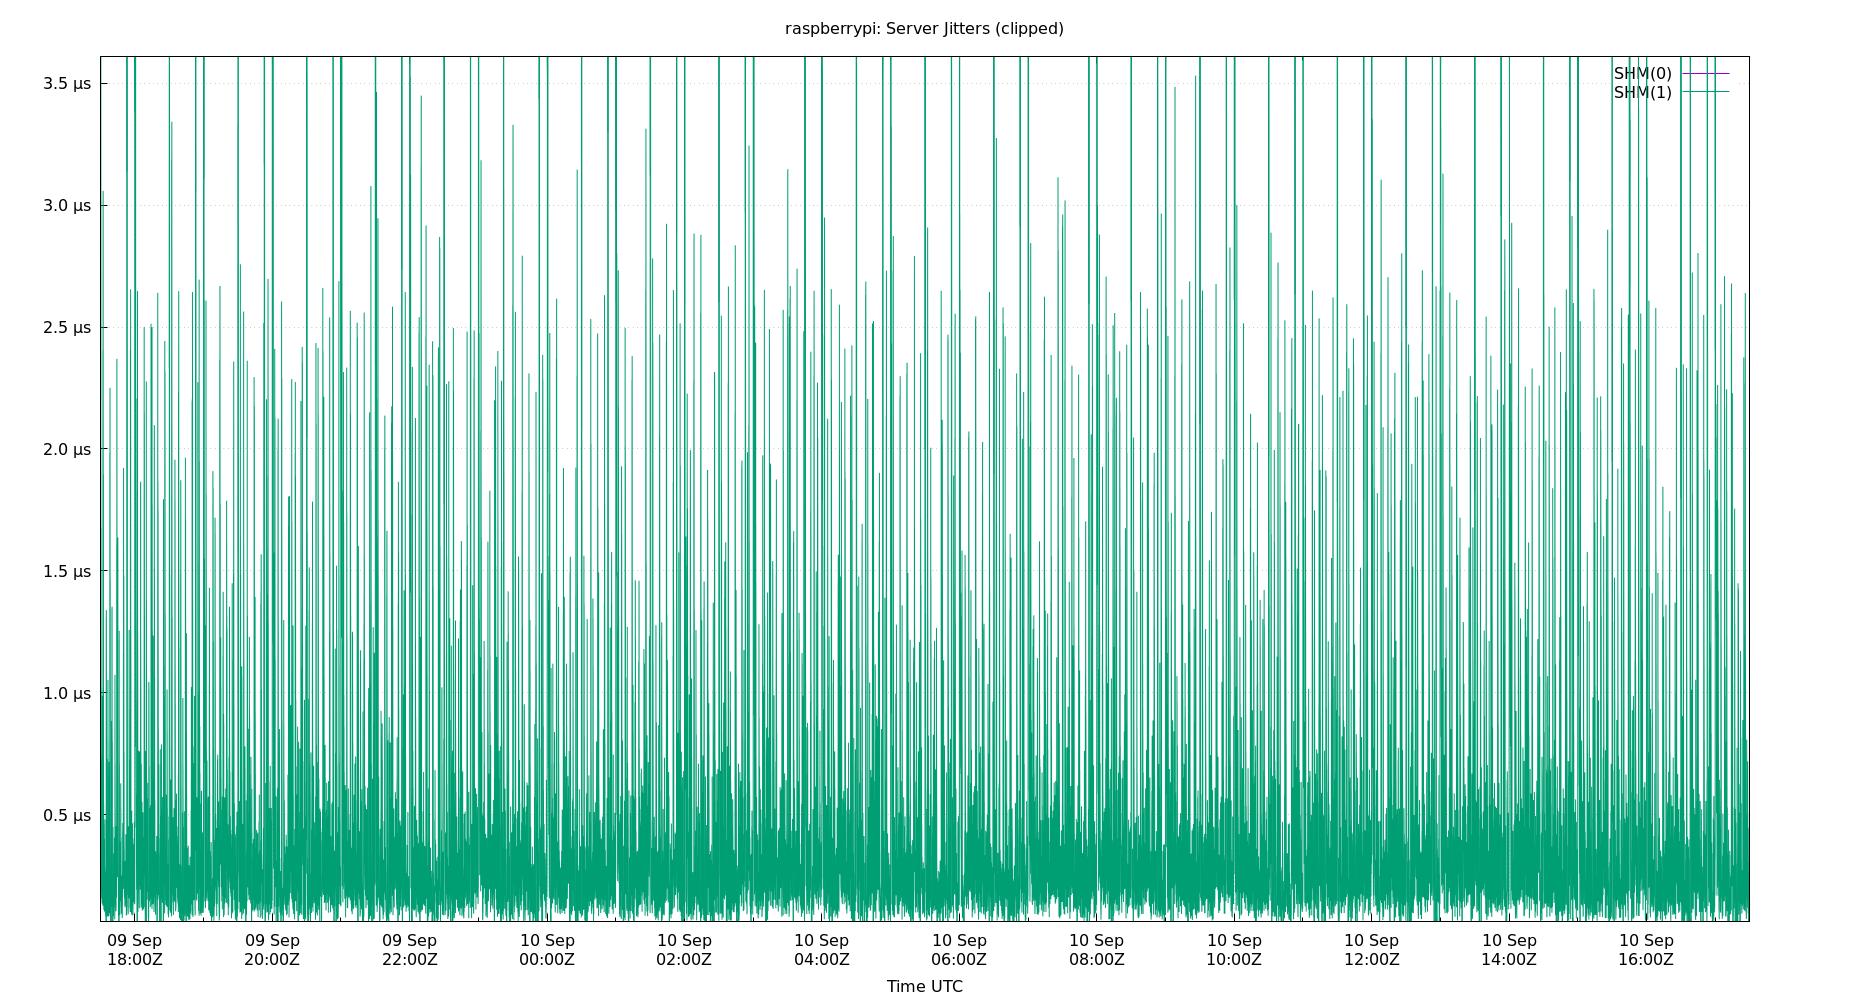 raspberrypi: Server Jitters (clipped)
SHM(0)
SHM(1)
3.5 µs
3.0 µs
2.5 µs
2.0 µs
1.5 µs
1.0 µs
0.5 µs
09 Sep 09 Sep 09 Sep 10 Sep 10 Sep 10 Sep 10 Sep 10 Sep 10 Sep 10 Sep 10 Sep 10 Sep
18:00Z 20:00Z 22:00Z 00:00Z 02:00Z 04:00Z 06:00Z 08:00Z 10:00Z 12:00Z 14:00Z 16:00Z
Time UTC